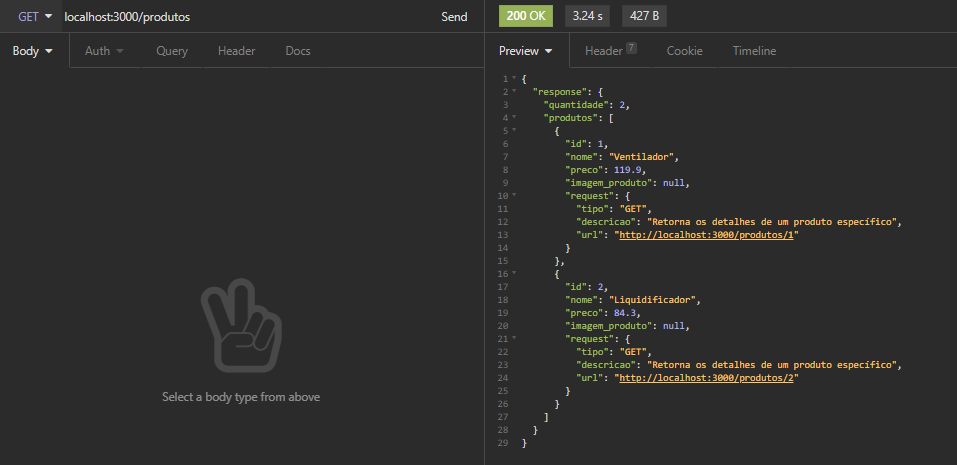 GET localhost:3000/produtos Send
Body Auth Query Header Docs
Select a body type from above
200 OK 3.24 s 427 B
Preview Header 7 Cookie Timeline
1 {
2 "response": {
3 "quantidade": 2,
4 "produtos": [
5 {
6 "id": 1,
7 "nome": "Ventilador",
8 "preco": 119.9,
9 "imagem_produto": null,
10 "request": {
11 "tipo": "GET",
12 "descricao": "Retorna os detalhes de um produto específico",
13 "url": "http://localhost:3000/produtos/1"
14 }
15 },
16 {
17 "id": 2,
18 "nome": "Liquidificador",
19 "preco": 84.3,
20 "imagem_produto": null,
21 "request": {
22 "tipo": "GET",
23 "descricao": "Retorna os detalhes de um produto específico",
24 "url": "http://localhost:3000/produtos/2"
25 }
26 }
27 ]
28 }
29 }